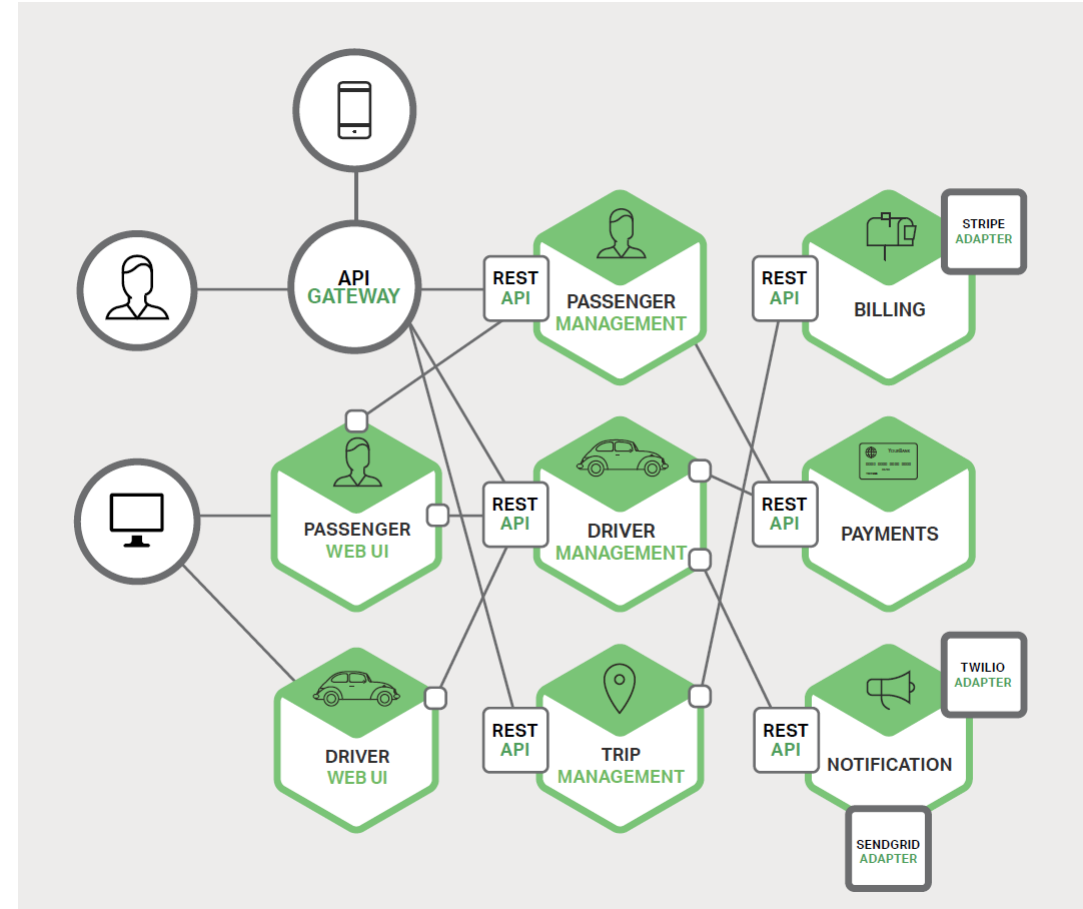 API
GATEWAY
REST
API
PASSENGER
MANAGEMENT
REST
API
BILLING
STRIPE
ADAPTER
PASSENGER
WEB UI
REST
API
DRIVER
MANAGEMENT
REST
API
YOURBANK
PAYMENTS
DRIVER
WEB UI
REST
API
TRIP
MANAGEMENT
REST
API
NOTIFICATION
TWILIO
ADAPTER
SENDGRID
ADAPTER